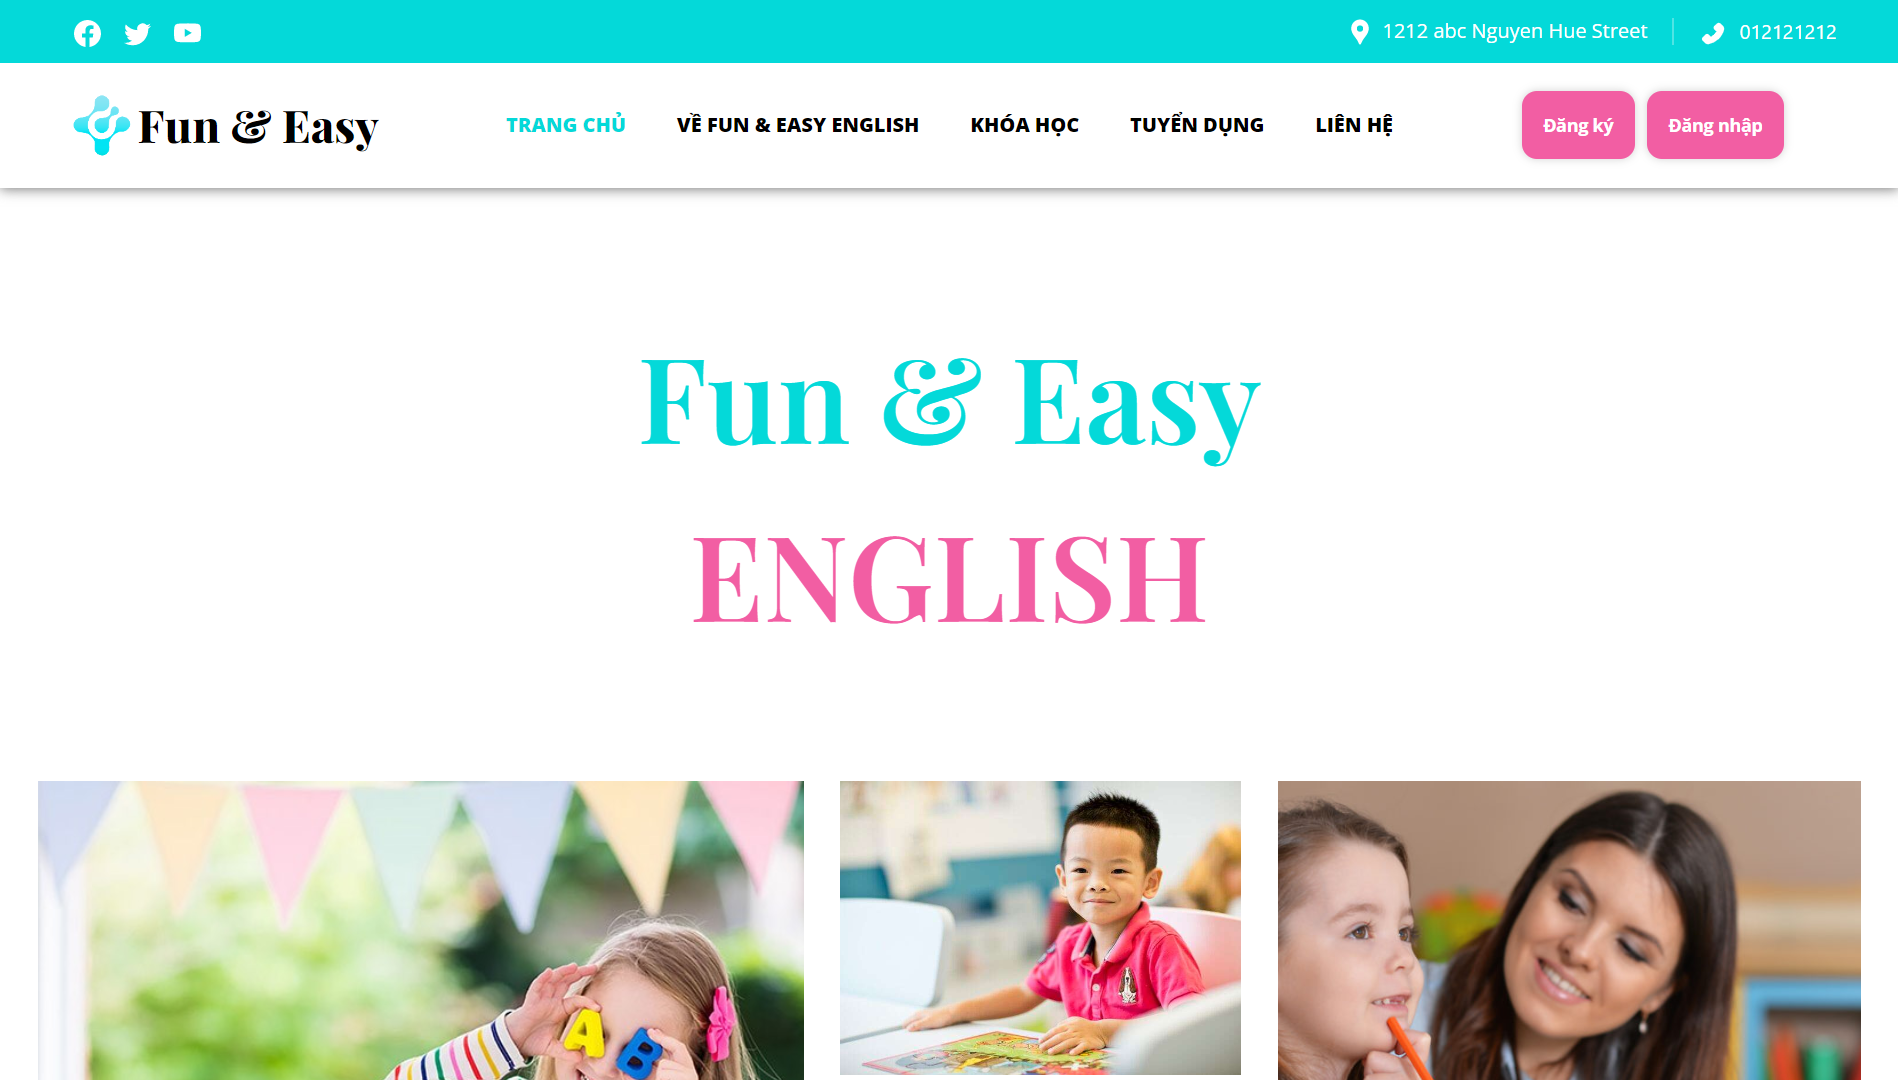 1212 abc Nguyen Hue Street
012121212
Fun & Easy
TRANG CHỦ
VỀ FUN & EASY ENGLISH
KHÓA HỌC
TUYỂN DỤNG
LIÊN HỆ
Đăng ký
Đăng nhập
Fun & Easy
ENGLISH
A
B